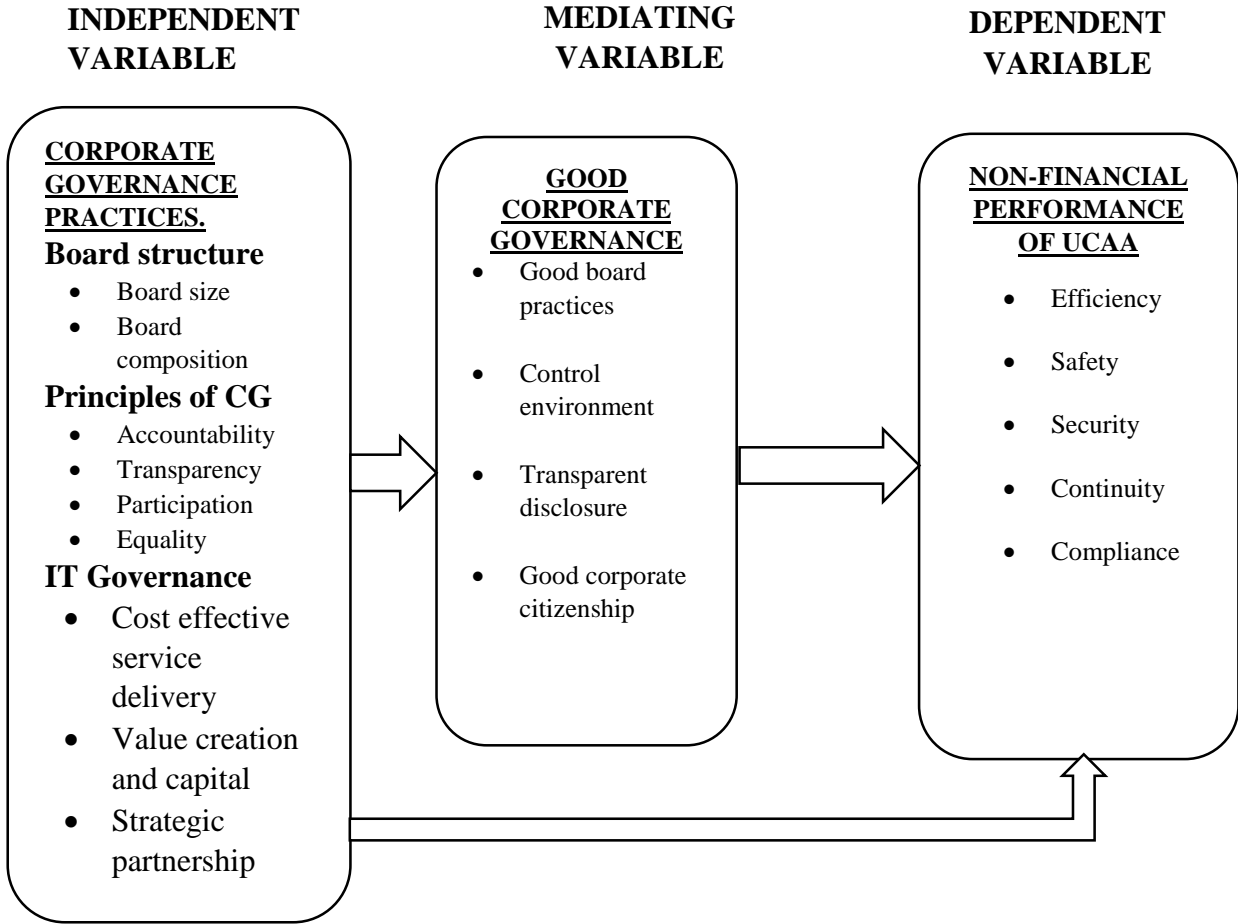 INDEPENDENT
VARIABLE
CORPORATE
GOVERNANCE
PRACTICES.
Board structure
• Board size
• Board
composition
Principles of CG
• Accountability
• Transparency
• Participation
• Equality
IT Governance
• Cost effective
service
delivery
• Value creation
and capital
• Strategic
partnership
MEDIATING
VARIABLE
GOOD
CORPORATE
GOVERNANCE
• Good board
practices
• Control
environment
• Transparent
disclosure
• Good corporate
citizenship
DEPENDENT
VARIABLE
NON-FINANCIAL
PERFORMANCE
OF UCAA
• Efficiency
• Safety
• Security
• Continuity
• Compliance